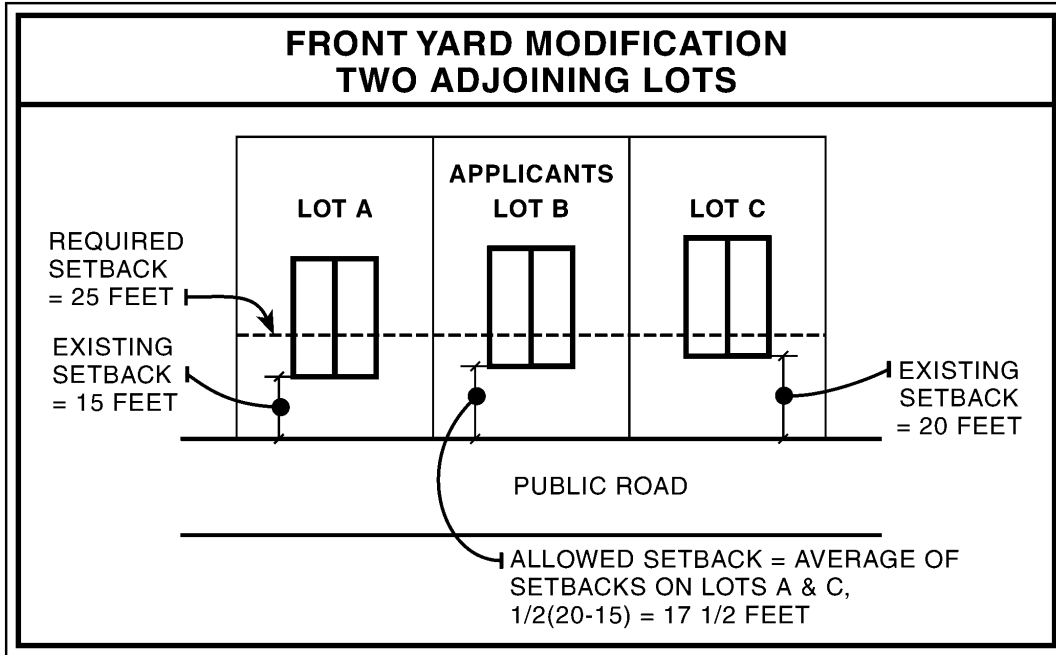 FRONT YARD MODIFICATION
TWO ADJOINING LOTS
APPLICANTS
LOT A
LOT B
LOT C
REQUIRED
SETBACK
= 25 FEET
EXISTING
SETBACK
= 15 FEET
EXISTING
SETBACK
= 20 FEET
PUBLIC ROAD
ALLOWED SETBACK = AVERAGE OF
SETBACKS ON LOTS A & C,
1/2(20-15) = 17 1/2 FEET